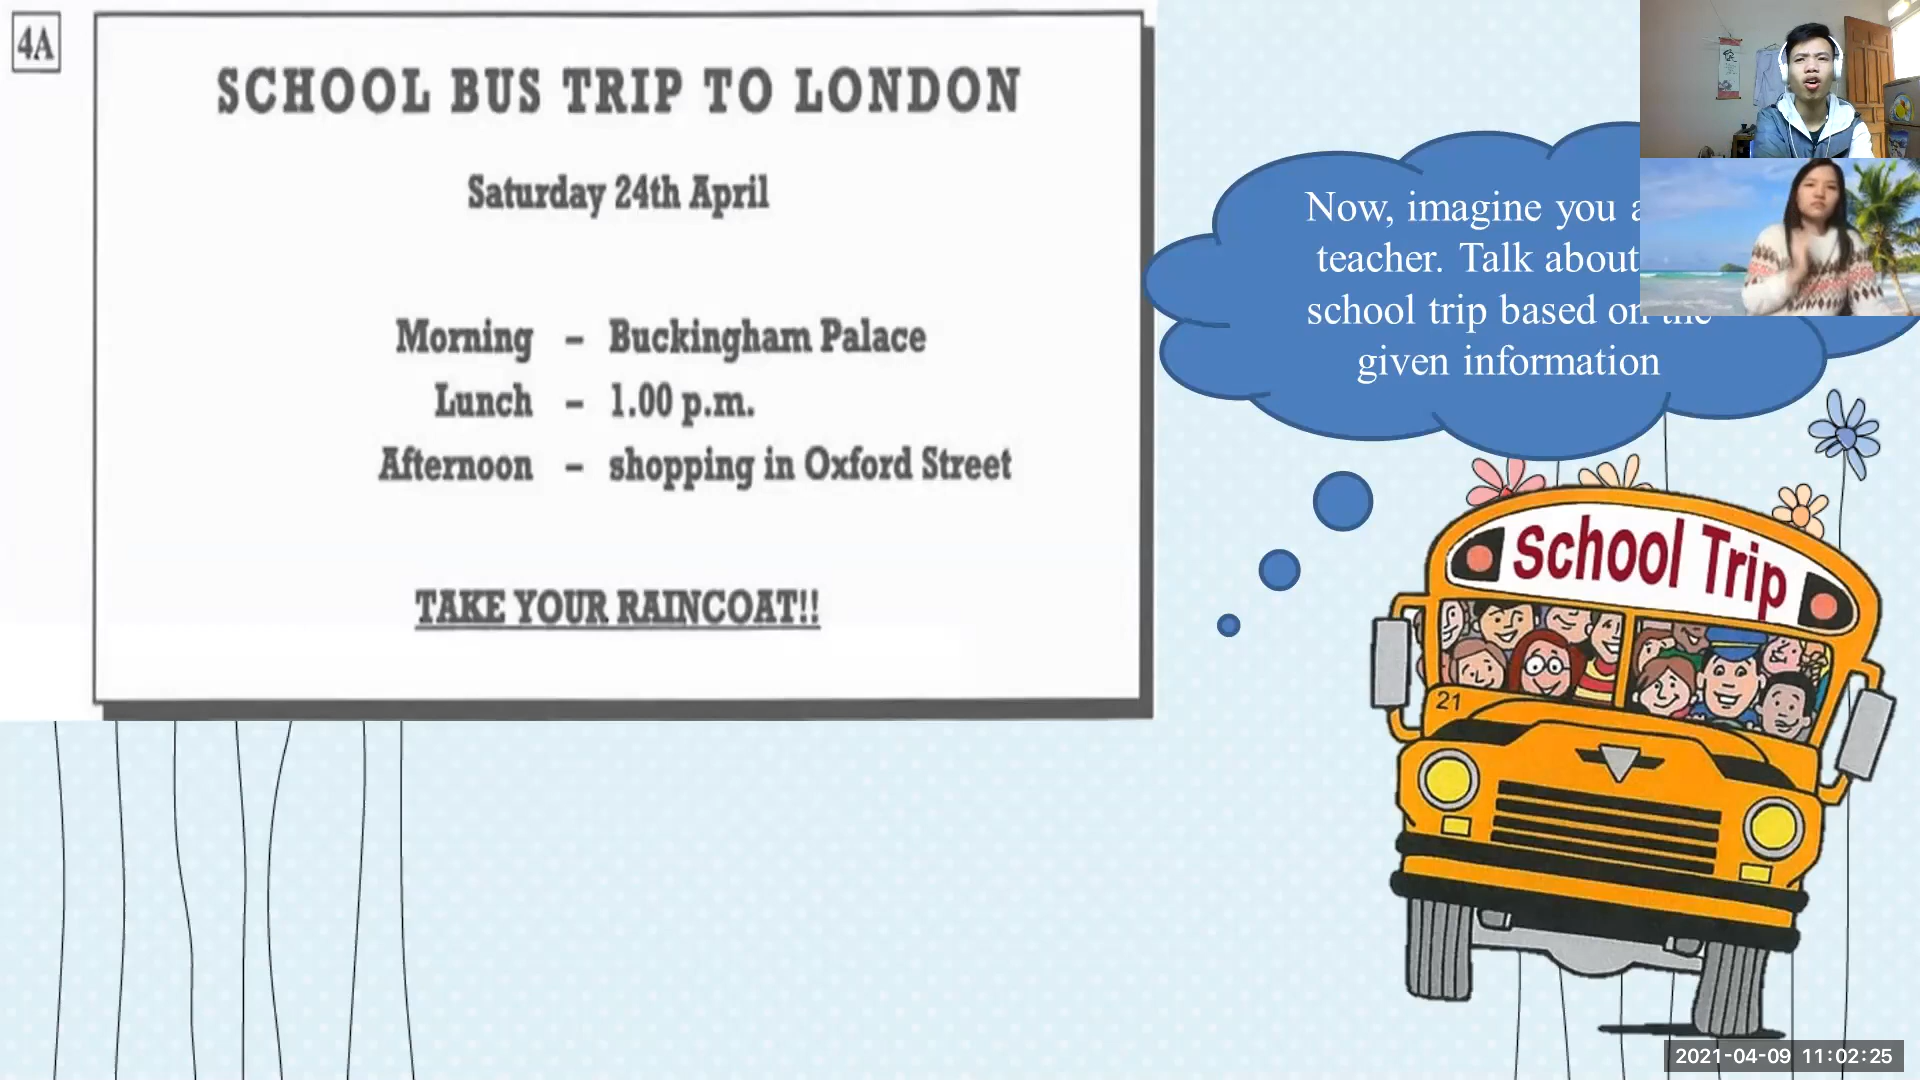 4A
SCHOOL BUS TRIP TO LONDON
Saturday 24th April
Morning – Buckingham Palace
Lunch – 1.00 p.m.
Afternoon – shopping in Oxford Street
TAKE YOUR RAINCOAT!!
Now, imagine you
teacher. Talk about
school trip based on the
given information
School Trip
21
2021-04-09 11:02:25